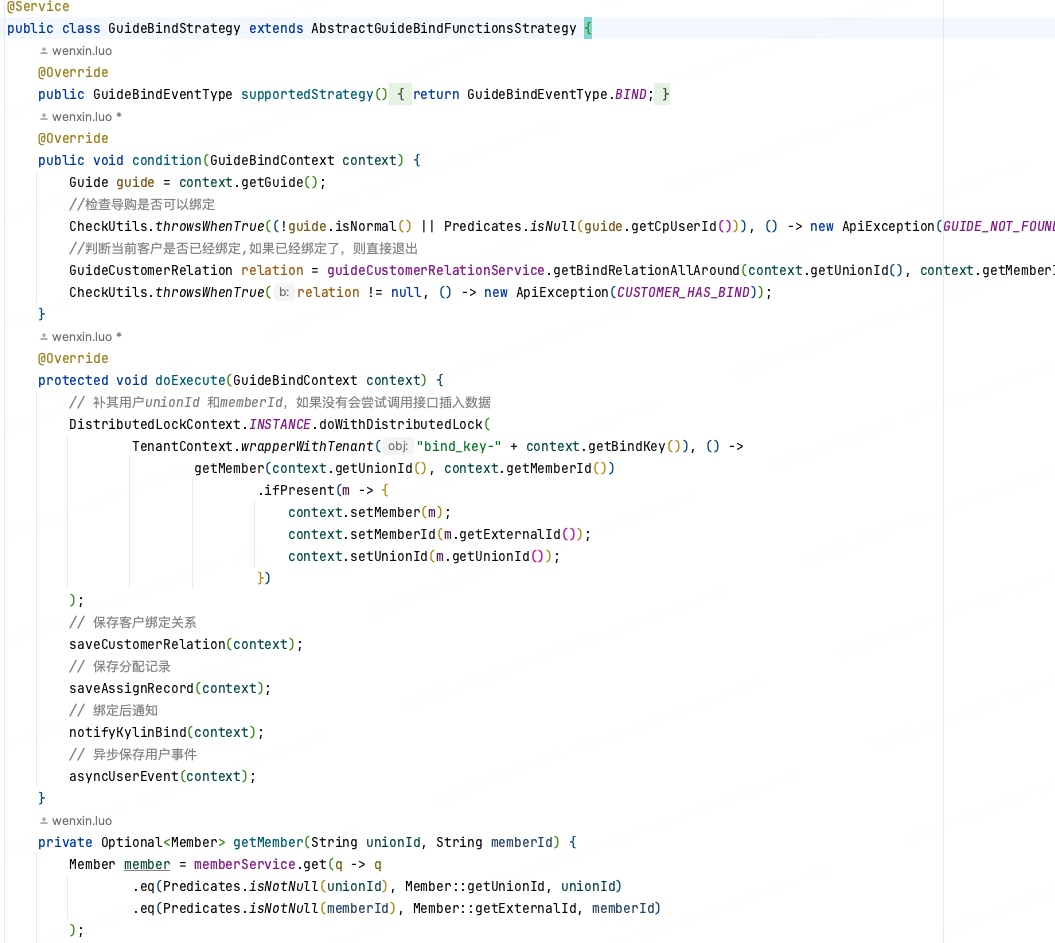 @Service
public class GuideBindStrategy extends AbstractGuideBindFunctionsStrategy {
wenxin.luo
@Override
public GuideBindEventType supportedStrategy() { return GuideBindEventType.BIND; }
wenxin.luo *
@Override
public void condition(GuideBindContext context) {
Guide guide = context.getGuide();
//检查导购是否可以绑定
CheckUtils.throwsWhenTrue((!guide.isNormal() || Predicates.isNull(guide.getCpUserId())), () -> new ApiException(GUIDE_NOT_FOUN
//判断当前客户是否已经绑定,如果已经绑定了，则直接退出
GuideCustomerRelation relation = guideCustomerRelationService.getBindRelationAllAround(context.getUnionId(), context.getMember
CheckUtils.throwsWhenTrue( b: relation != null, () -> new ApiException(CUSTOMER_HAS_BIND));
}
wenxin.luo *
@Override
protected void doExecute(GuideBindContext context) {
// 补其用户unionId 和memberId，如果没有会尝试调用接口插入数据
DistributedLockContext.INSTANCE.doWithDistributedLock(
TenantContext.wrapperWithTenant( obj: "bind_key-" + context.getBindKey()), () ->
getMember(context.getUnionId(), context.getMemberId())
.ifPresent(m -> {
context.setMember(m);
context.setMemberId(m.getExternalId());
context.setUnionId(m.getUnionId());
})
);
// 保存客户绑定关系
saveCustomerRelation(context);
// 保存分配记录
saveAssignRecord(context);
// 绑定后通知
notifyKylinBind(context);
// 异步保存用户事件
asyncUserEvent(context);
}
wenxin.luo
private Optional<Member> getMember(String unionId, String memberId) {
Member member = memberService.get(q -> q
.eq(Predicates.isNotNull(unionId), Member::getUnionId, unionId)
.eq(Predicates.isNotNull(memberId), Member::getExternalId, memberId)
);